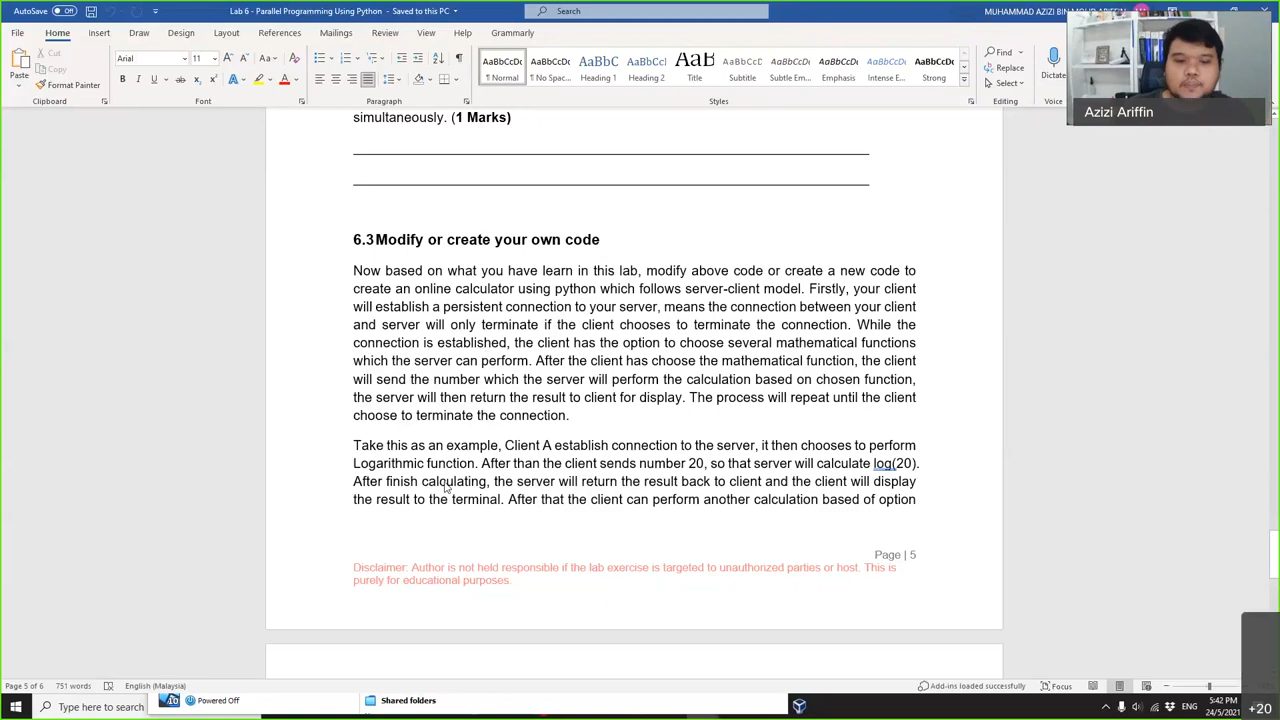 AutoSave Off
Lab 6 - Parallel Programming Using Python - Saved to this PC
Search
MUHAMMAD AZIZI BIN MOHD ARIFFIN
File Home Insert Draw Design Layout References Mailings Review View Help Grammarly
Paste
Cut
Copy
Format Painter
Arial 11
Find
Replace
Select
Dictate
AaBbCcDc AaBbCcDc AaBbC AaBbCc AaB AaBbCcD AaBbCcDc AaBbCcDc AaBbCcDc AaBbCcDc
¶ Normal ¶ No Spac... Heading 1 Heading 2 Title Subtitle Subtle Em... Emphasis Intense E... Strong
Clipboard Font Paragraph Styles Editing Voice
Azizi Ariffin
simultaneously. (1 Marks)
6.3Modify or create your own code
Now based on what you have learn in this lab, modify above code or create a new code to
create an online calculator using python which follows server-client model. Firstly, your client
will establish a persistent connection to your server, means the connection between your client
and server will only terminate if the client chooses to terminate the connection. While the
connection is established, the client has the option to choose several mathematical functions
which the server can perform. After the client has choose the mathematical function, the client
will send the number which the server will perform the calculation based on chosen function,
the server will then return the result to client for display. The process will repeat until the client
choose to terminate the connection.
Take this as an example, Client A establish connection to the server, it then chooses to perform
Logarithmic function. After than the client sends number 20, so that server will calculate log(20).
After finish calculating, the server will return the result back to client and the client will display
the result to the terminal. After that the client can perform another calculation based of option
Page | 5
Disclaimer: Author is not held responsible if the lab exercise is targeted to unauthorized parties or host. This is
purely for educational purposes.
Page 5 of 6 751 words English (Malaysia)
Add-ins loaded successfully Focus
Type here to search
Powered Off
Shared folders
ENG
5:42 PM
24/5/2021
+20